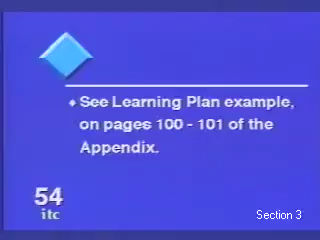 ♦ See Learning Plan example,
on pages 100 - 101 of the
Appendix.
54
itc
Section 3